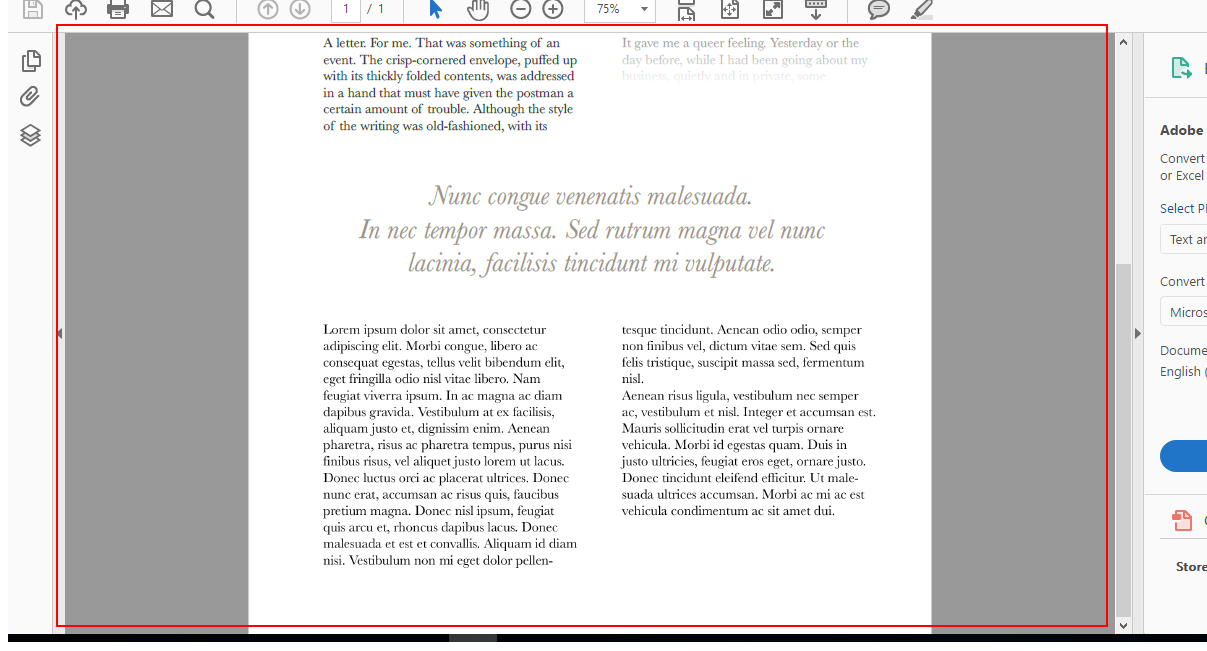 1 / 1
75%
A letter. For me. That was something of an
event. The crisp-cornered envelope, puffed up
with its thickly folded contents, was addressed
in a hand that must have given the postman a
certain amount of trouble. Although the style
of the writing was old-fashioned, with its
It gave me a queer feeling. Yesterday or the
day before, while I had been going about my
business, quietly and in private, some
Nunc congue venenatis malesuada.
In nec tempor massa. Sed rutrum magna vel nunc
lacinia, facilisis tincidunt mi vulputate.
Lorem ipsum dolor sit amet, consectetur
adipiscing elit. Morbi congue, libero ac
consequat egestas, tellus velit bibendum elit,
eget fringilla odio nisl vitae libero. Nam
feugiat viverra ipsum. In ac magna ac diam
dapibus gravida. Vestibulum at ex facilisis,
aliquam justo et, dignissim enim. Aenean
pharetra, risus ac pharetra tempus, purus nisi
finibus risus, vel aliquet justo lorem ut lacus.
Donec luctus orci ac placerat ultrices. Donec
nunc erat, accumsan ac risus quis, faucibus
pretium magna. Donec nisl ipsum, feugiat
quis arcu et, rhoncus dapibus lacus. Donec
malesuada et est et convallis. Aliquam id diam
nisi. Vestibulum non mi eget dolor pellen-
tesque tincidunt. Aenean odio odio, semper
non finibus vel, dictum vitae sem. Sed quis
felis tristique, suscipit massa sed, fermentum
nisl.
Aenean risus ligula, vestibulum nec semper
ac, vestibulum et nisl. Integer et accumsan est.
Mauris sollicitudin erat vel turpis ornare
vehicula. Morbi id egestas quam. Duis in
justo ultricies, feugiat eros eget, ornare justo.
Donec tincidunt eleifend efficitur. Ut male-
suada ultrices accumsan. Morbi ac mi ac est
vehicula condimentum ac sit amet dui.
Adobe
Convert
or Excel
Select
Text
Convert
English (
Store